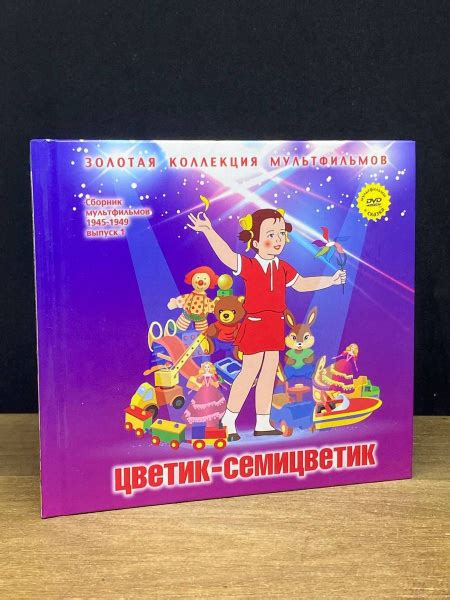 ЗОЛОТАЯ КОЛЛЕКЦИЯ МУЛЬТФИЛЬМОВ
Сборник
мультфильмов
1945-1949
выпуск 1
DVD
ЦВЕТИК-СЕМИЦВЕТИК